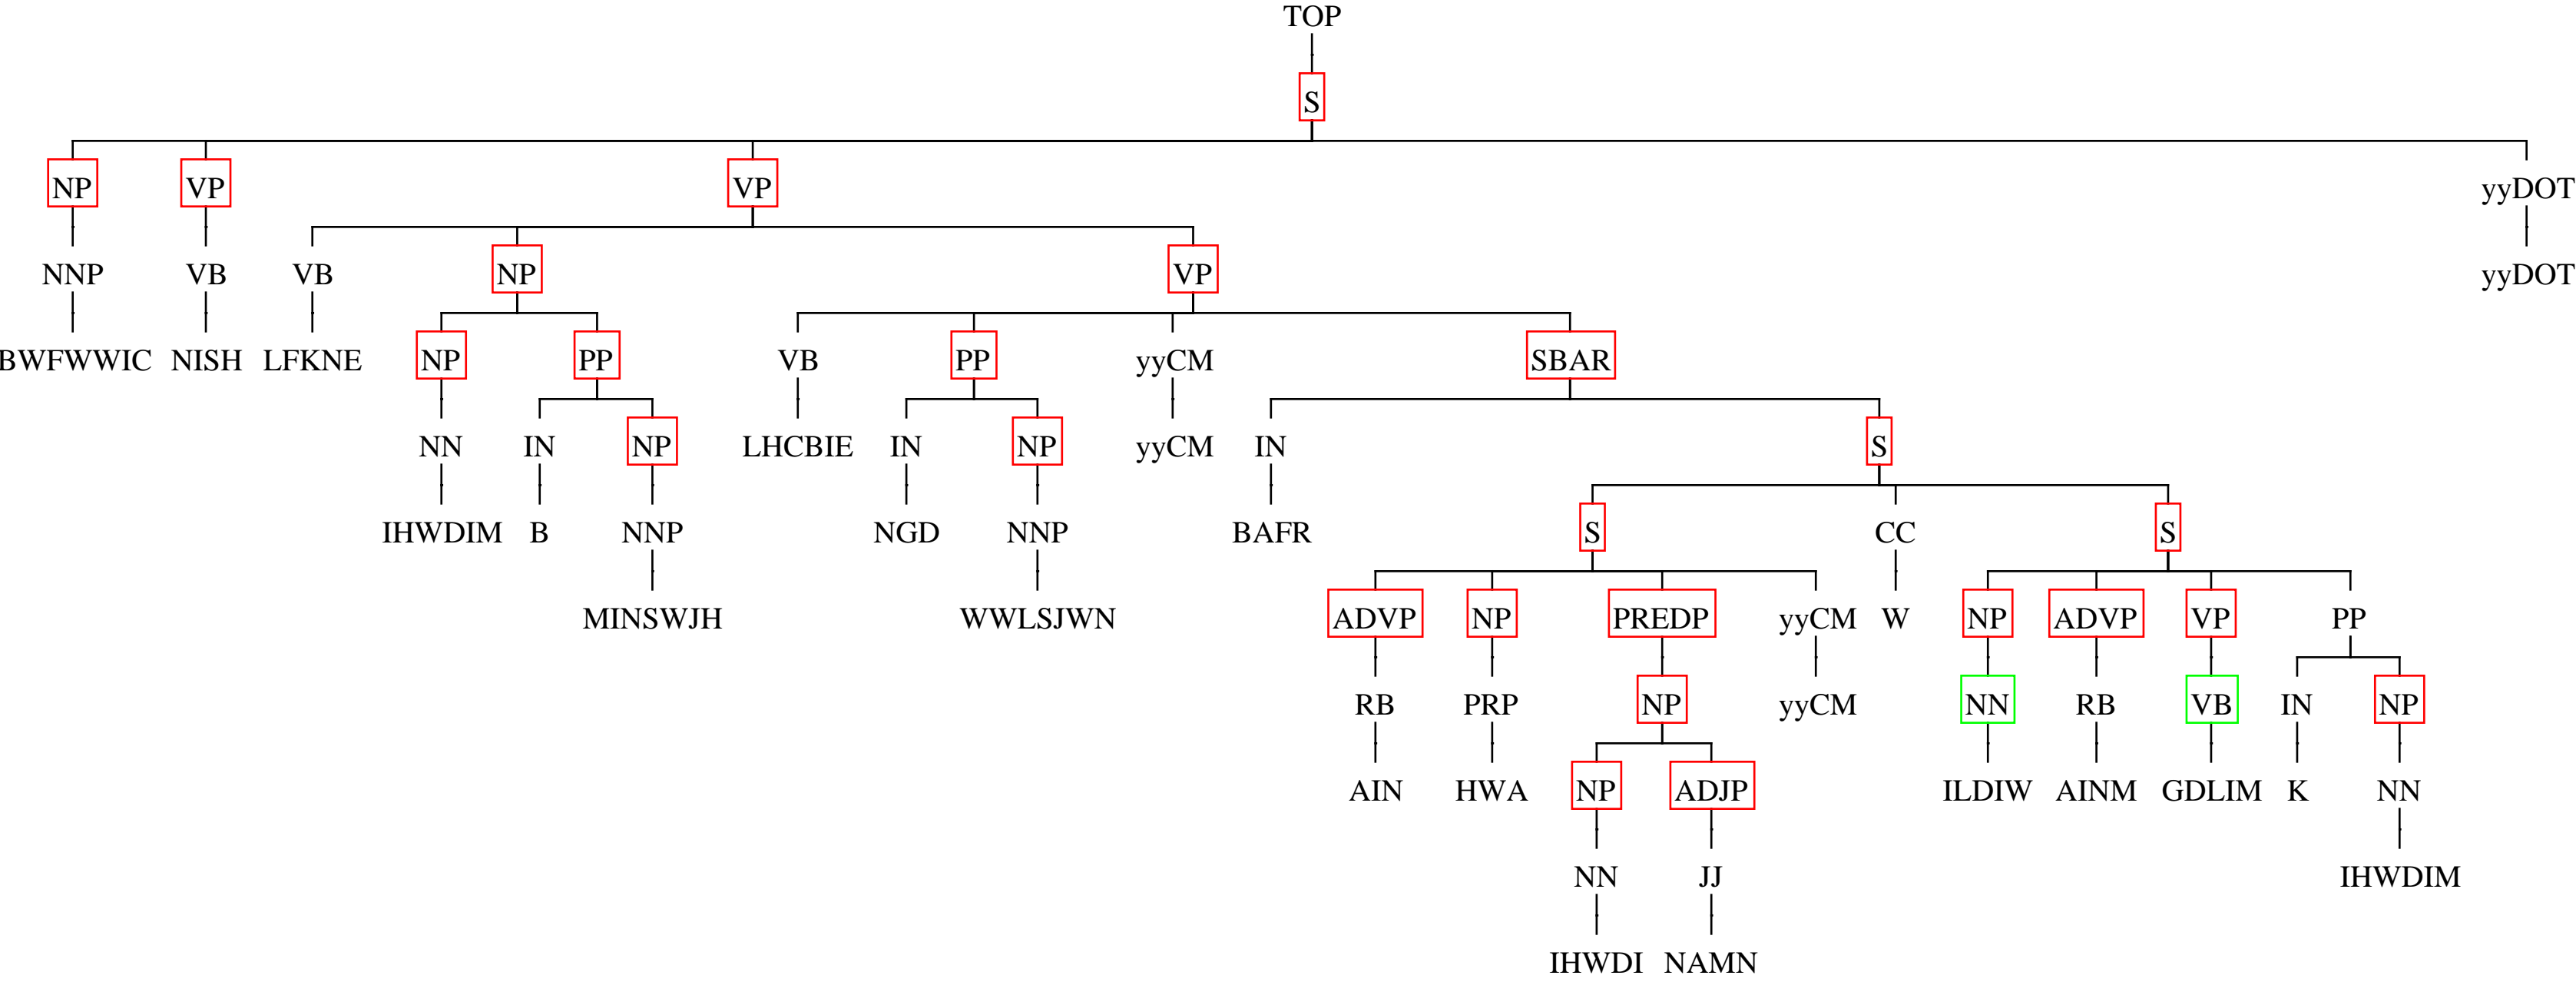 TOP
S
NP VP VP yyDOT
NNP VB VB NP VP yyDOT
BWFWWIC NISH LFKNE NP PP VB PP yyCM SBAR
NN IN NP LHCBIE IN NP yyCM IN S
IHWDIM B NNP NGD NNP BAFR S CC S
MINSWJH WWLSJWN ADVP NP PREDP yyCM W NP ADVP VP PP
RB PRP NP yyCM NN RB VB IN NP
AIN HWA NP ADJP ILDIW AINM GDLIM K NN
NN JJ IHWDIM
IHWDI NAMN